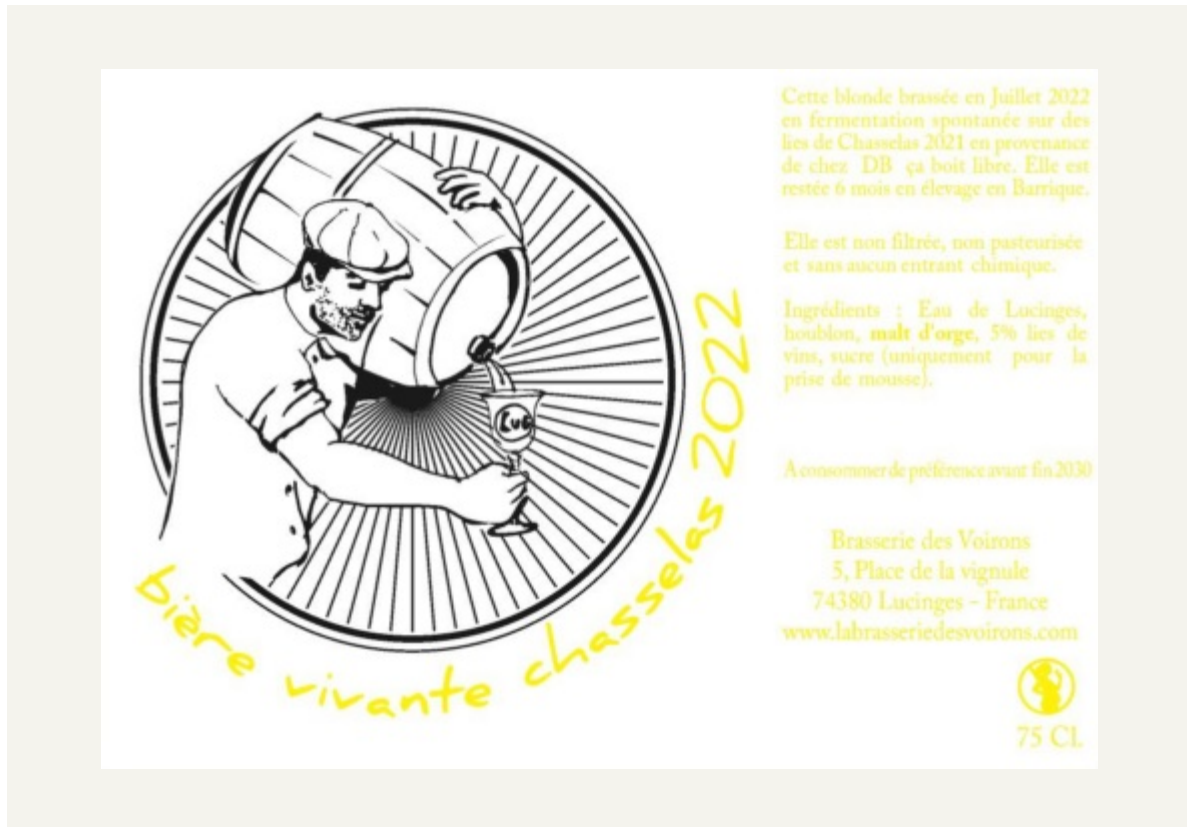 Cette blonde brassée en Juillet 2022
en fermentation spontanée sur des
lies de Chasselas 2021 en provenance
de chez DB ça boit libre. Elle est
restée 6 mois en élevage en Barrique.
Elle est non filtrée, non pasteurisée
et sans aucun entrant chimique.
Ingrédients : Eau de Lucinges,
houblon, malt d'orge, 5% lies de
vins, sucre (uniquement pour la
prise de mousse).
A consommer de préférence avant fin 2030
Brasserie des Voirons
5, Place de la vignule
74380 Lucinges - France
www.labrasseriedesvoirons.com
75 CL
Lug
bière vivante chasselas 2022